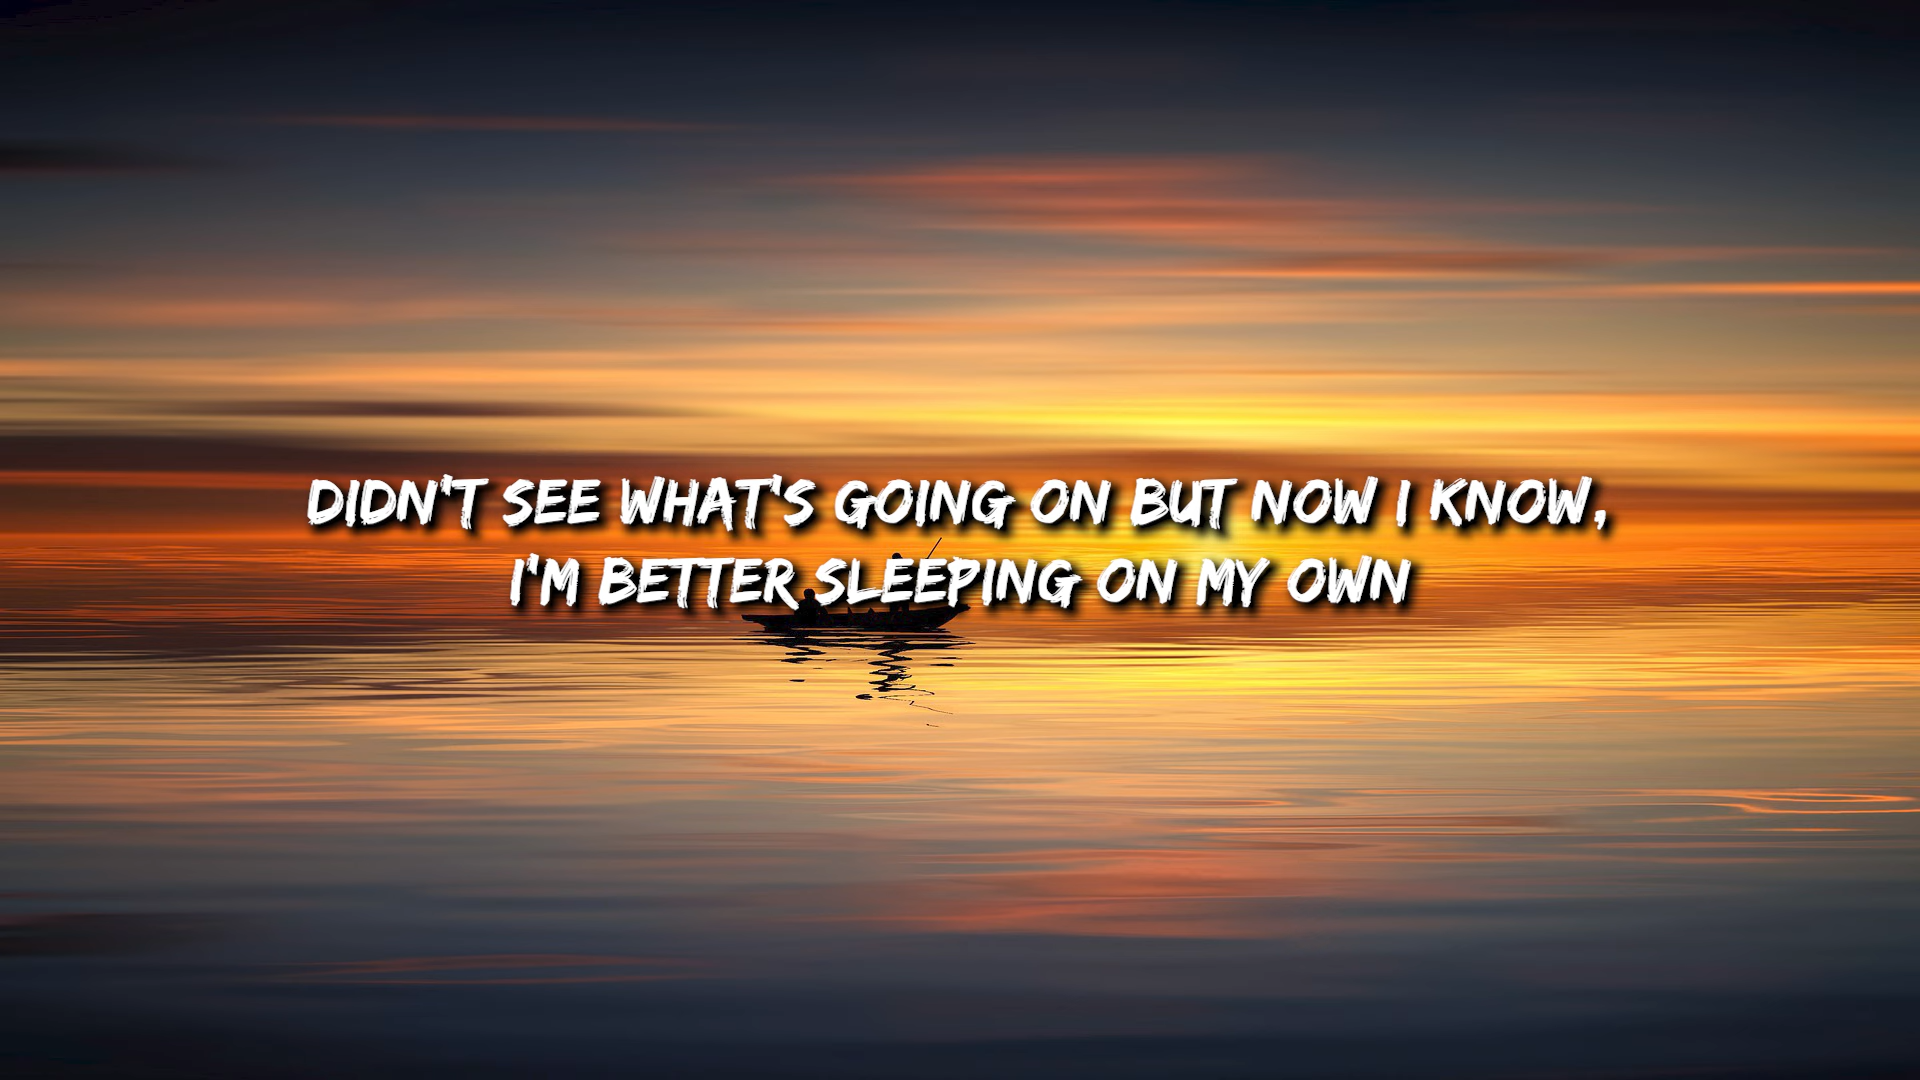 DIDN'T SEE WHAT'S GOING ON BUT NOW I KNOW,
I'M BETTER SLEEPING ON MY OWN